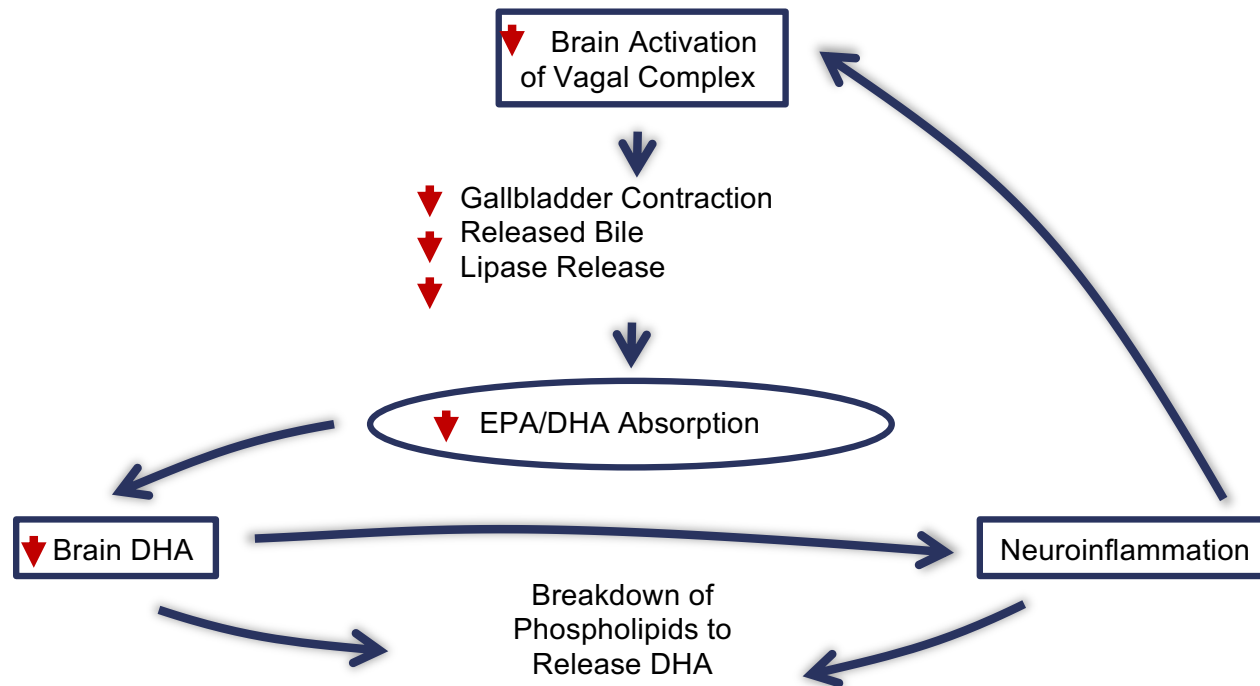 Brain Activation
of Vagal Complex
Gallbladder Contraction
Released Bile
Lipase Release
EPA/DHA Absorption
Brain DHA
Neuroinflammation
Breakdown of
Phospholipids to
Release DHA